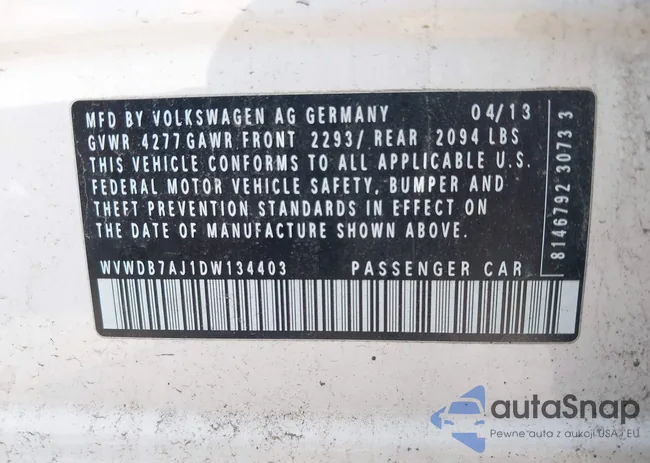 MFD BY VOLKSWAGEN AG GERMANY 04/13
GVWR 4277 GAWR FRONT 2293/ REAR 2094 LBS
THIS VEHICLE CONFORMS TO ALL APPLICABLE U.S.
FEDERAL MOTOR VEHICLE SAFETY, BUMPER AND
THEFT PREVENTION STANDARDS IN EFFECT ON
THE DATE OF MANUFACTURE SHOWN ABOVE.
WVWDB7AJ1DW134403 PASSENGER CAR
8146792 3073 3
autaSnap
Pewne auta z aukcji USA i EU